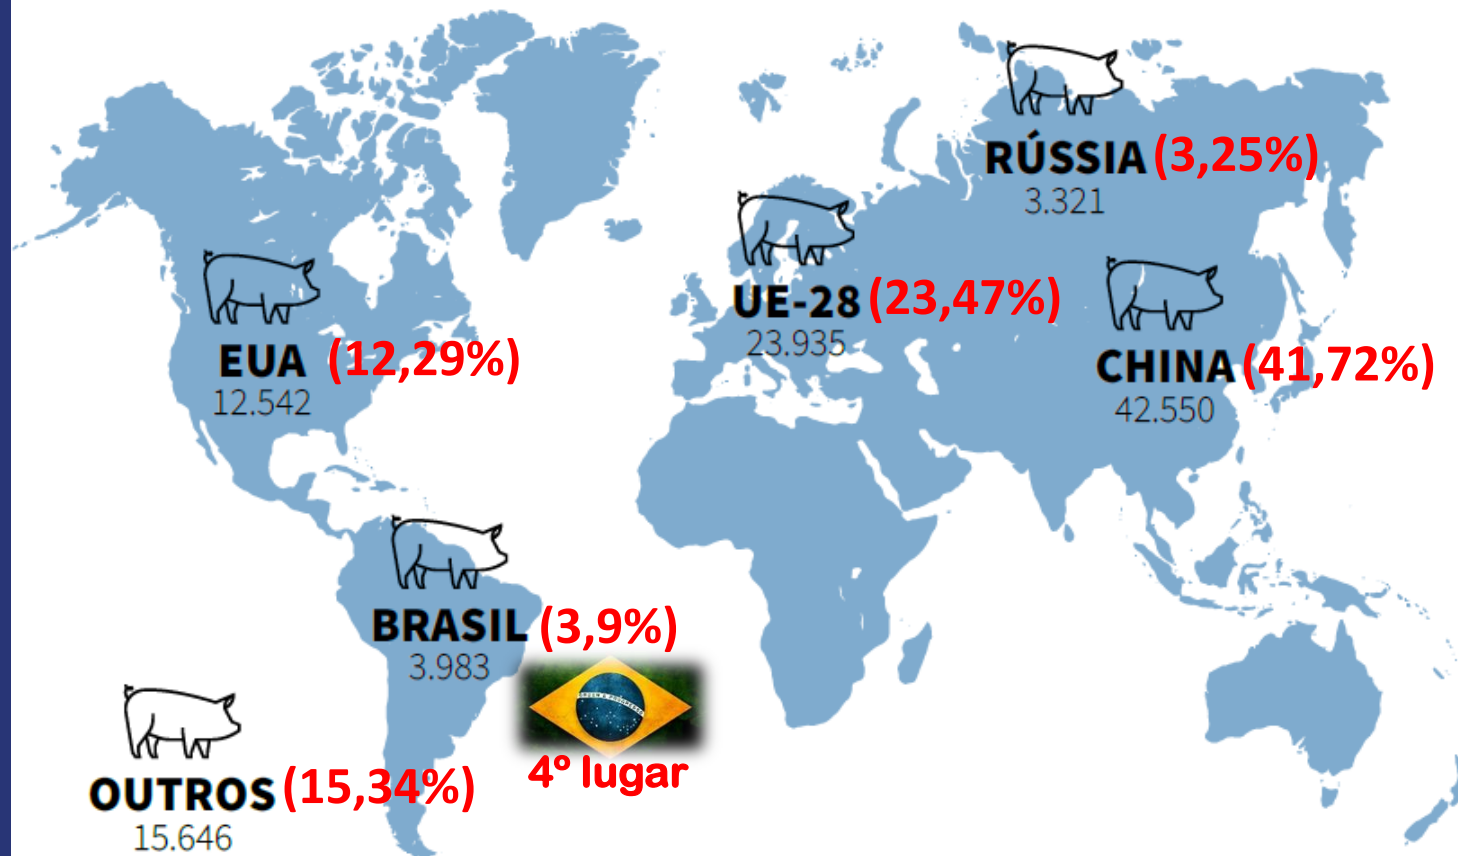 RÚSSIA (3,25%)
3.321
UE-28 (23,47%)
23.935
EUA (12,29%)
12.542
CHINA (41,72%)
42.550
BRASIL (3,9%)
3.983
4º lugar
OUTROS (15,34%)
15.646